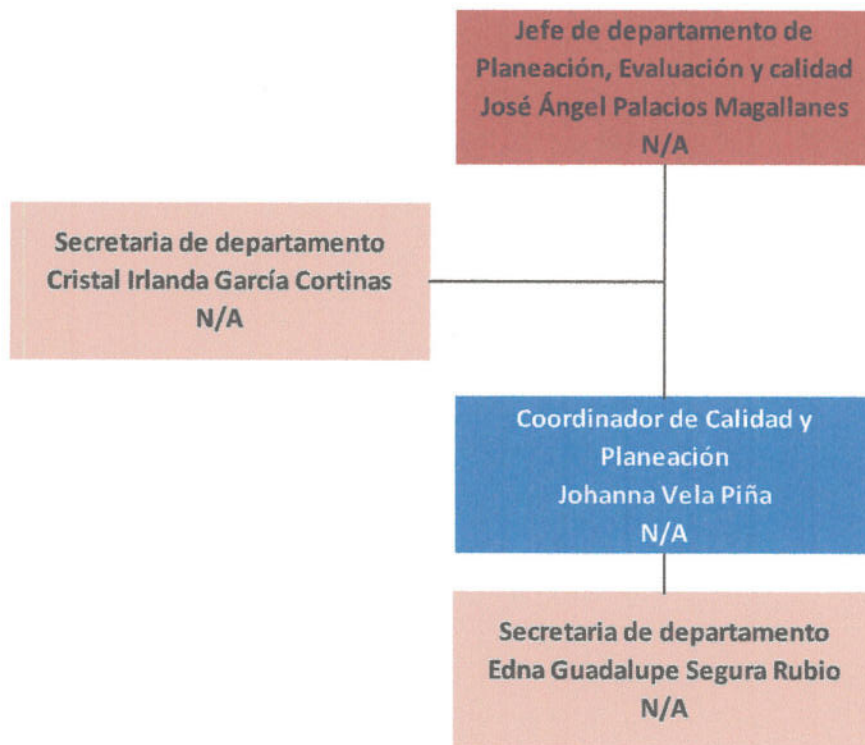 Jefe de departamento de
Planeación, Evaluación y calidad
José Ángel Palacios Magallanes
N/A
Secretaria de departamento
Cristal Irlanda García Cortinas
N/A
Coordinador de Calidad y
Planeación
Johanna Vela Piña
N/A
Secretaria de departamento
Edna Guadalupe Segura Rubio
N/A